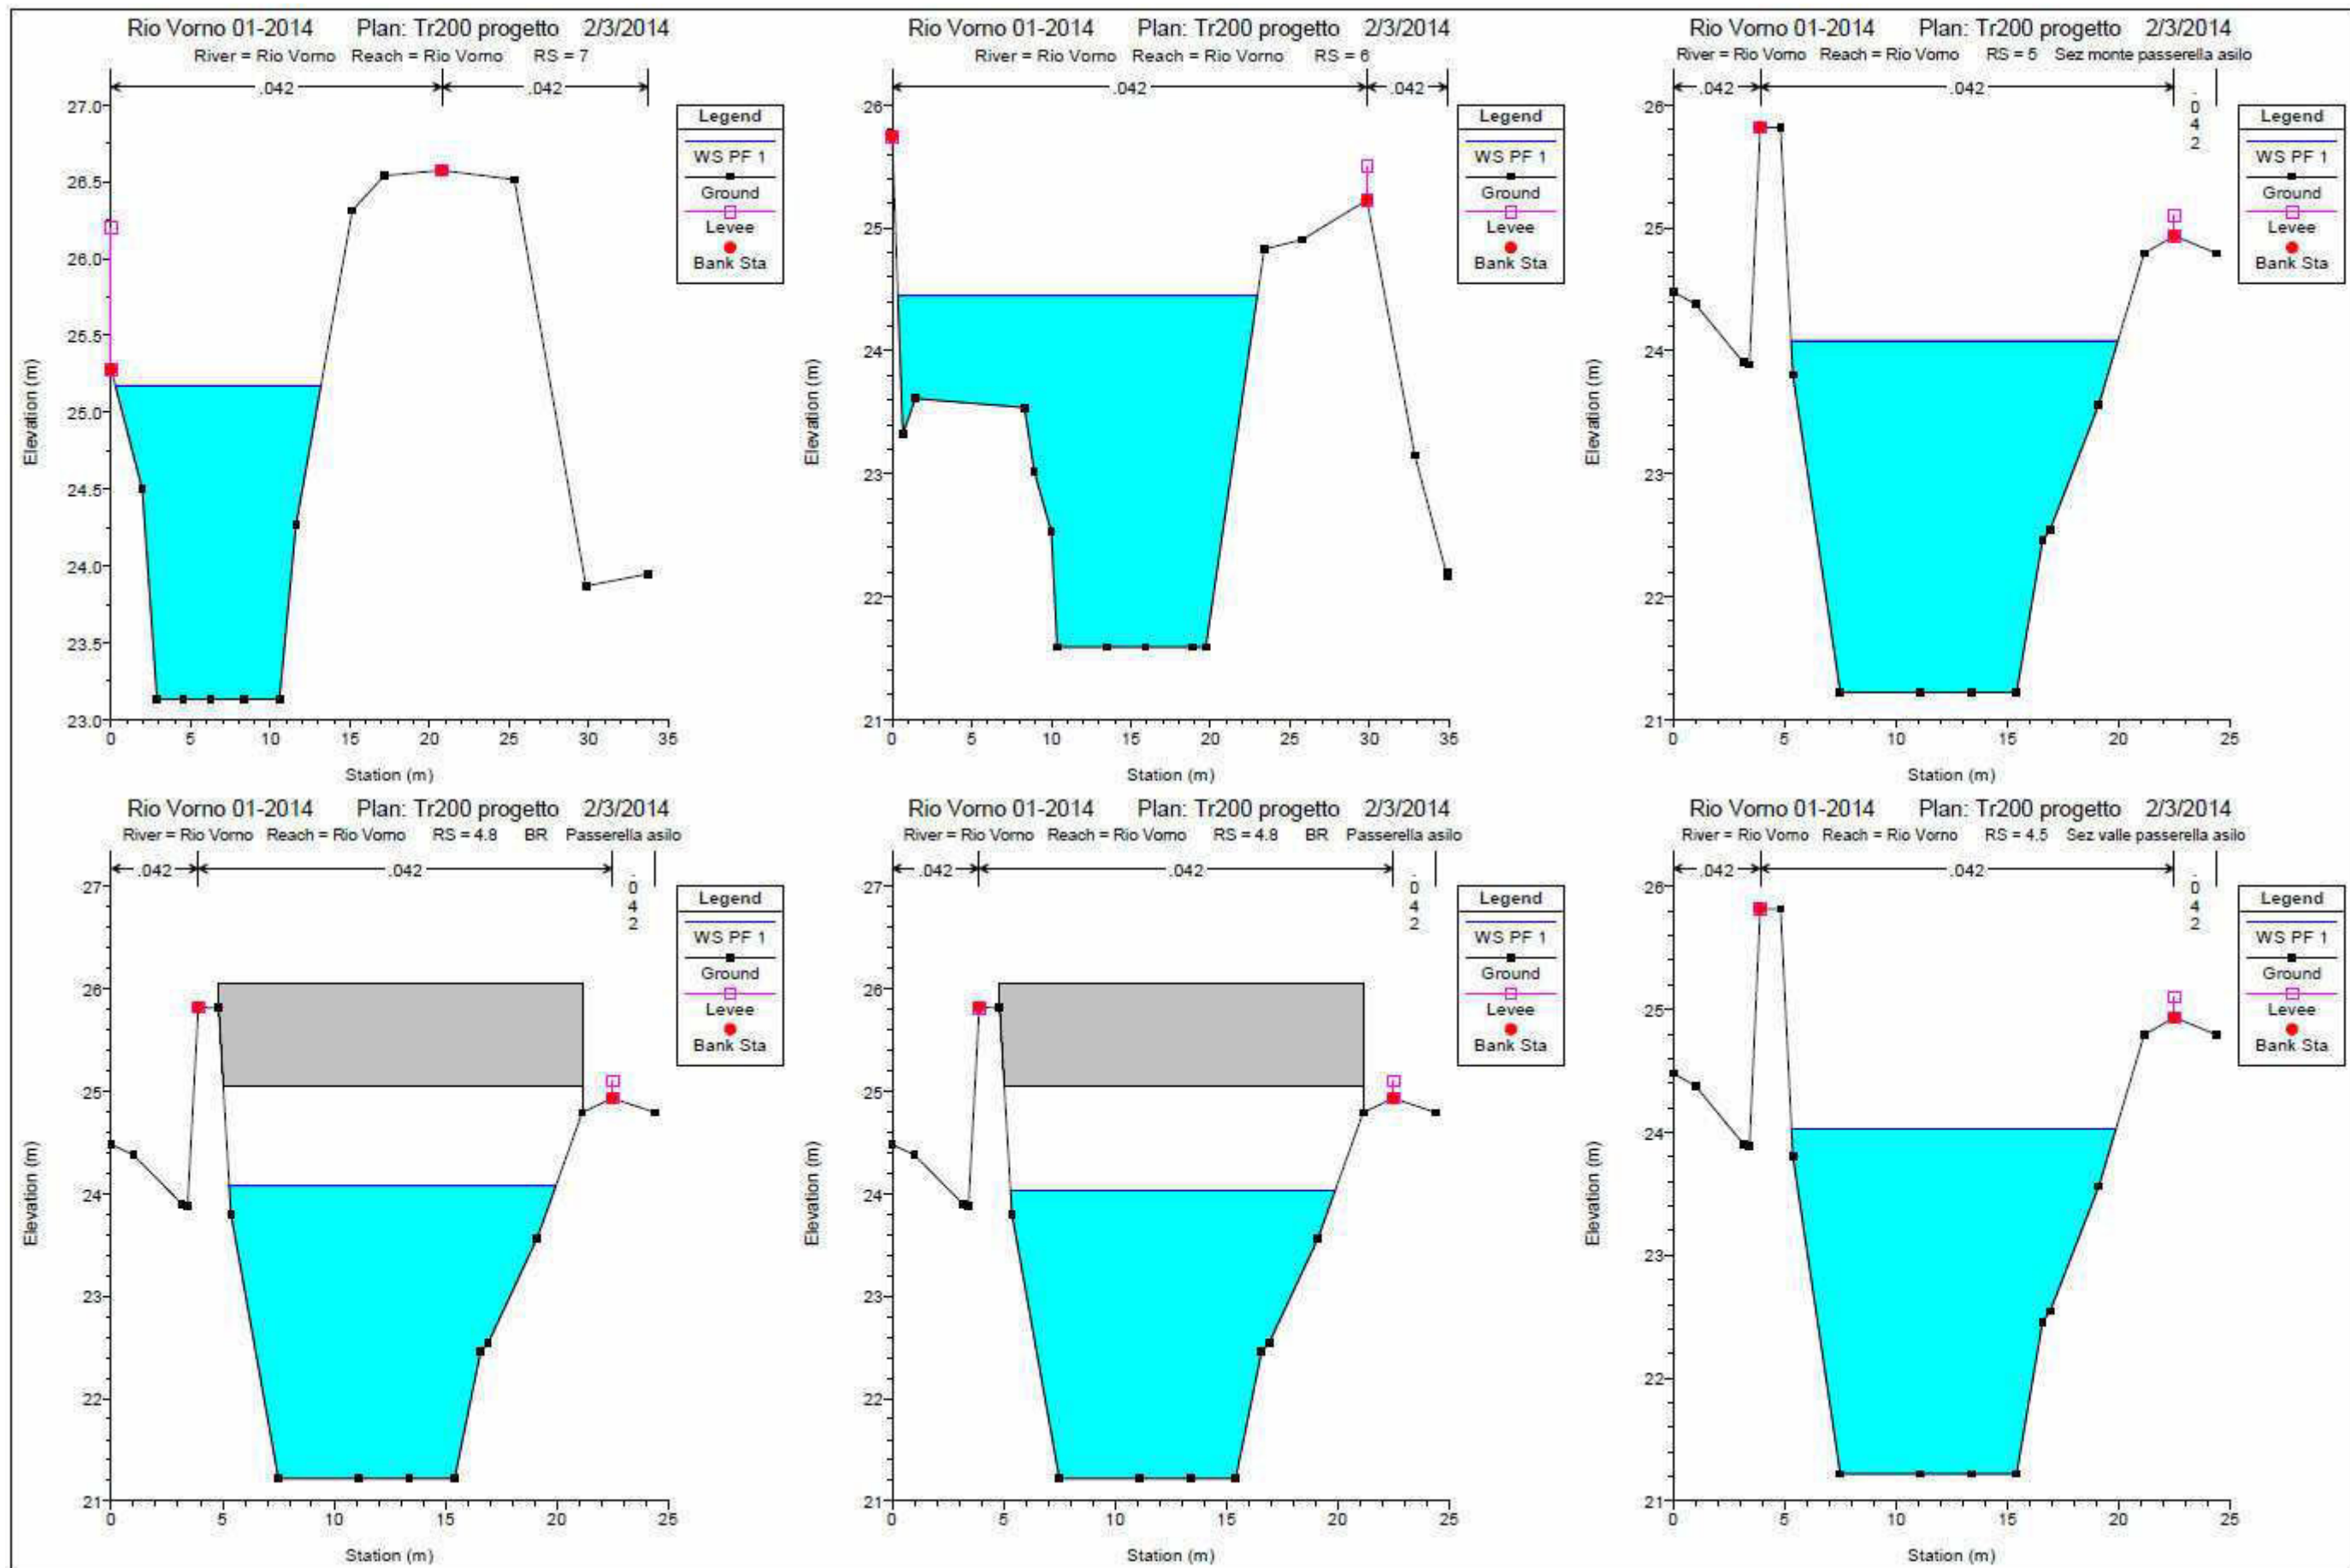 Rio Vorno 01-2014 Plan: Tr200 progetto 2/3/2014
River = Rio Vorno Reach = Rio Vorno RS = 7
.042 .042
Legend
WS PF 1
Ground
Levee
Bank Sta
27.0
26.5
26.0
25.5
25.0
24.5
24.0
23.5
23.0
Elevation (m)
0 5 10 15 20 25 30 35
Station (m)
Rio Vorno 01-2014 Plan: Tr200 progetto 2/3/2014
River = Rio Vorno Reach = Rio Vorno RS = 6
.042 .042
Legend
WS PF 1
Ground
Levee
Bank Sta
26
25
24
23
22
21
Elevation (m)
0 5 10 15 20 25 30 35
Station (m)
Rio Vorno 01-2014 Plan: Tr200 progetto 2/3/2014
River = Rio Vorno Reach = Rio Vorno RS = 5 Sez monte passerella asilo
.042 .042 .042
Legend
WS PF 1
Ground
Levee
Bank Sta
26
25
24
23
22
21
Elevation (m)
0 5 10 15 20 25
Station (m)
Rio Vorno 01-2014 Plan: Tr200 progetto 2/3/2014
River = Rio Vorno Reach = Rio Vorno RS = 4.8 BR Passerella asilo
.042 .042 .042
Legend
WS PF 1
Ground
Levee
Bank Sta
27
26
25
24
23
22
21
Elevation (m)
0 5 10 15 20 25
Station (m)
Rio Vorno 01-2014 Plan: Tr200 progetto 2/3/2014
River = Rio Vorno Reach = Rio Vorno RS = 4.8 BR Passerella asilo
.042 .042 .042
Legend
WS PF 1
Ground
Levee
Bank Sta
27
26
25
24
23
22
21
Elevation (m)
0 5 10 15 20 25
Station (m)
Rio Vorno 01-2014 Plan: Tr200 progetto 2/3/2014
River = Rio Vorno Reach = Rio Vorno RS = 4.5 Sez valle passerella asilo
.042 .042 .042
Legend
WS PF 1
Ground
Levee
Bank Sta
26
25
24
23
22
21
Elevation (m)
0 5 10 15 20 25
Station (m)